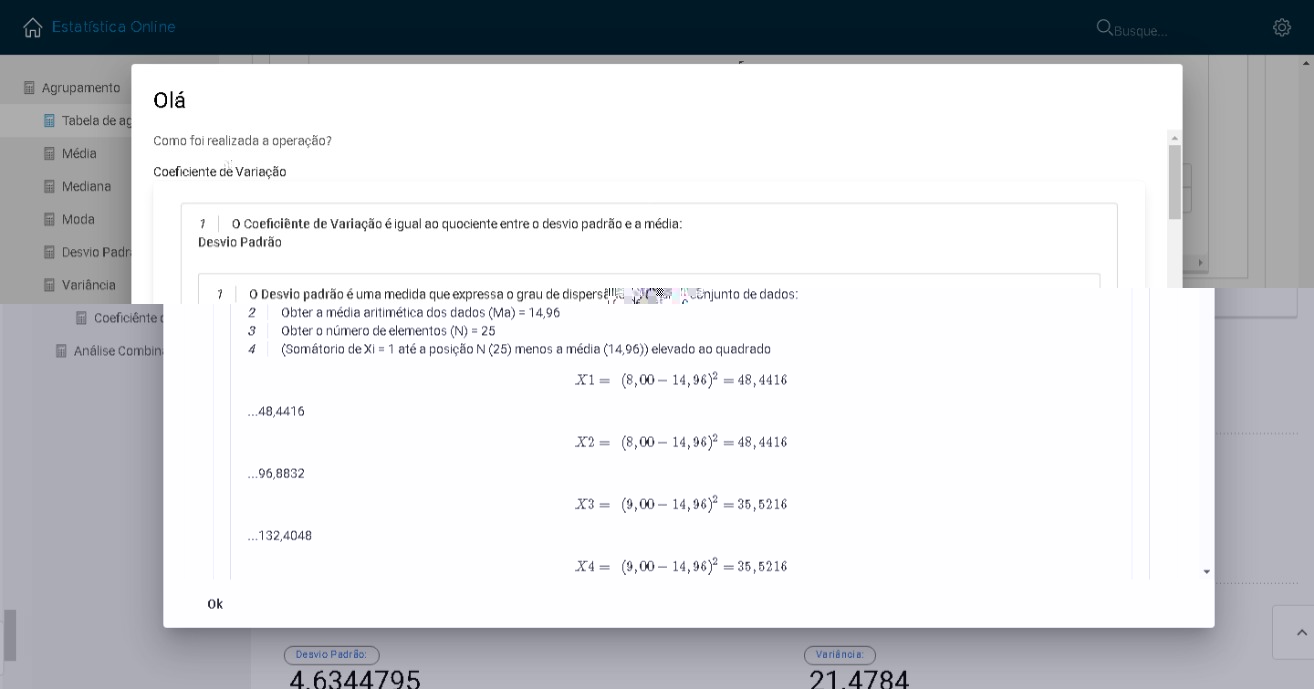 Estatística Online
Busque...
Agrupamento
Tabela de ag
Média
Mediana
Moda
Desvio Padr
Variância
Coeficiênte d
Análise Combin
Olá
Como foi realizada a operação?
Coeficiente de Variação
1 O Coeficiênte de Variação é igual ao quociente entre o desvio padrão e a média:
Desvio Padrão
1 O Desvio padrão é uma medida que expressa o grau de dispersã conjunto de dados:
2 Obter a média aritimética dos dados (Ma) = 14,96
3 Obter o número de elementos (N) = 25
4 (Somátorio de Xi = 1 até a posição N (25) menos a média (14,96)) elevado ao quadrado
X1 = (8,00 − 14,96)² = 48,4416
...48,4416
X2 = (8,00 − 14,96)² = 48,4416
...96,8832
X3 = (9,00 − 14,96)² = 35,5216
...132,4048
X4 = (9,00 − 14,96)² = 35,5216
Ok
Desvio Padrão:
4.6344795
Variância:
21.4784